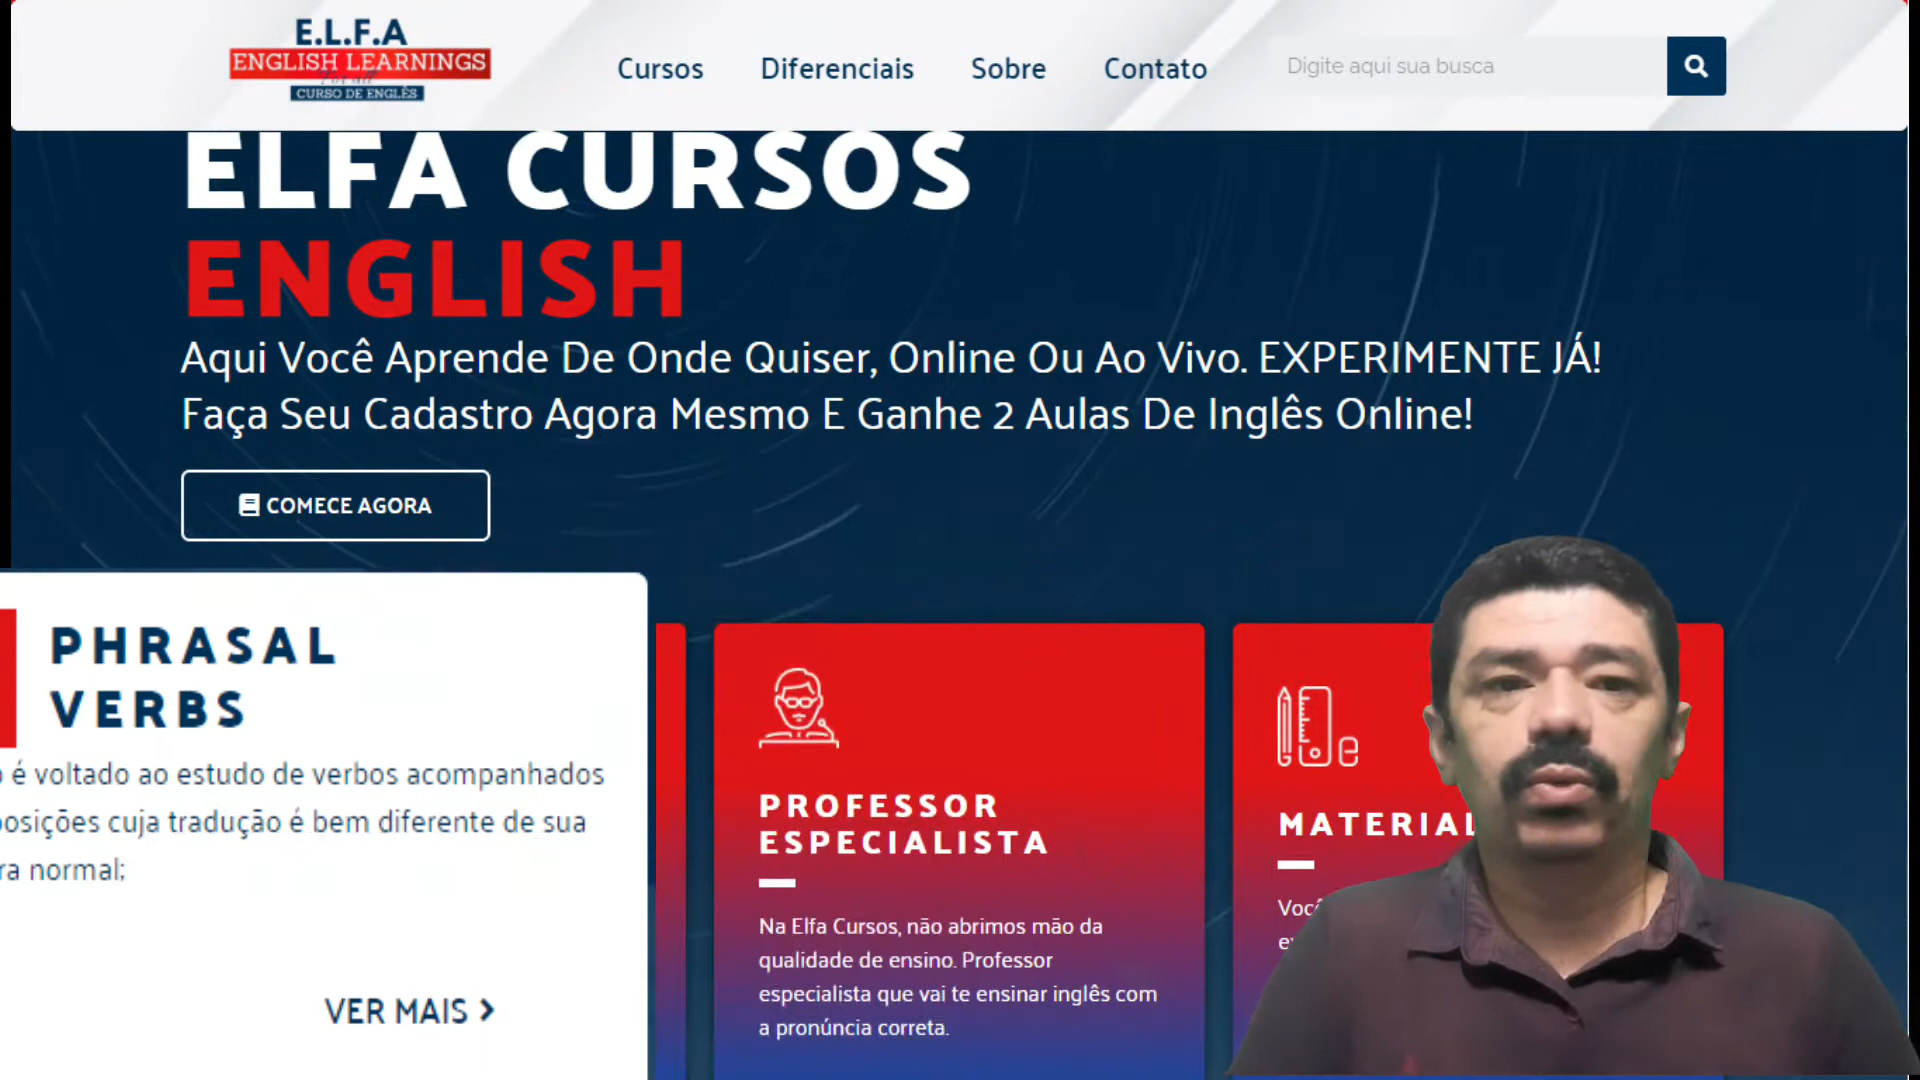 E.L.F.A
ENGLISH LEARNINGS
For all
CURSO DE ENGLÊS
Cursos
Diferenciais
Sobre
Contato
Digite aqui sua busca
ELFA CURSOS
ENGLISH
Aqui Você Aprende De Onde Quiser, Online Ou Ao Vivo. EXPERIMENTE JÁ!
Faça Seu Cadastro Agora Mesmo E Ganhe 2 Aulas De Inglês Online!
COMECE AGORA
PHRASAL
VERBS
é voltado ao estudo de verbos acompanhados
cuja tradução é bem diferente de sua
normal;
VER MAIS
PROFESSOR
ESPECIALISTA
Na Elfa Cursos, não abrimos mão da
qualidade de ensino. Professor
especialista que vai te ensinar inglês com
a pronúncia correta.
MATERIAL